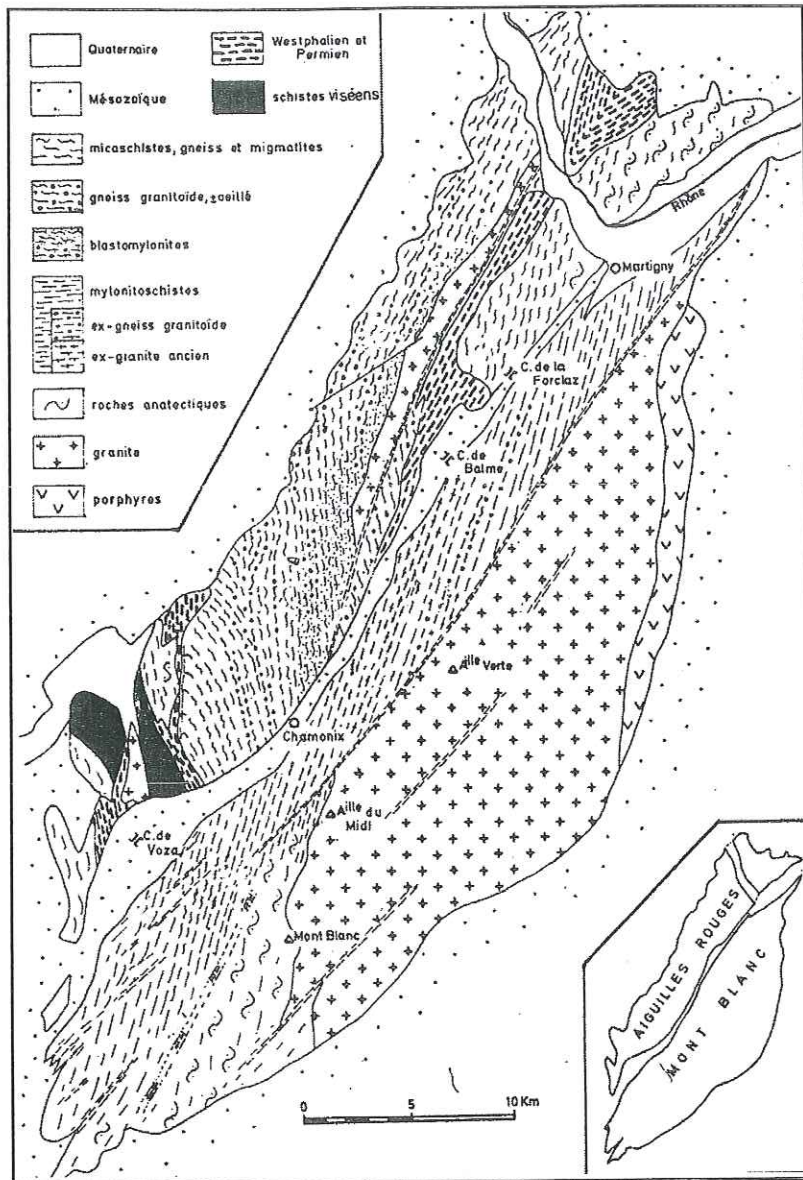 Quaternaire
Mésozoïque
micaschistes, gneiss et migmatites
gneiss granitoïde, ± oeillé
blastomylonites
mylonitoschistes
ex-gneiss granitoïde
ex-granite ancien
roches anatectiques
granite
porphyres
Westphalien et
Permien
schistes viséens
Rhône
Martigny
C. de la
Forclaz
C. de
Balme
Aille Verte
Chamonix
Aille du
Midi
C. de
Voza
Mont Blanc
0 5 10 Km
AIGUILLES ROUGES
MONT BLANC